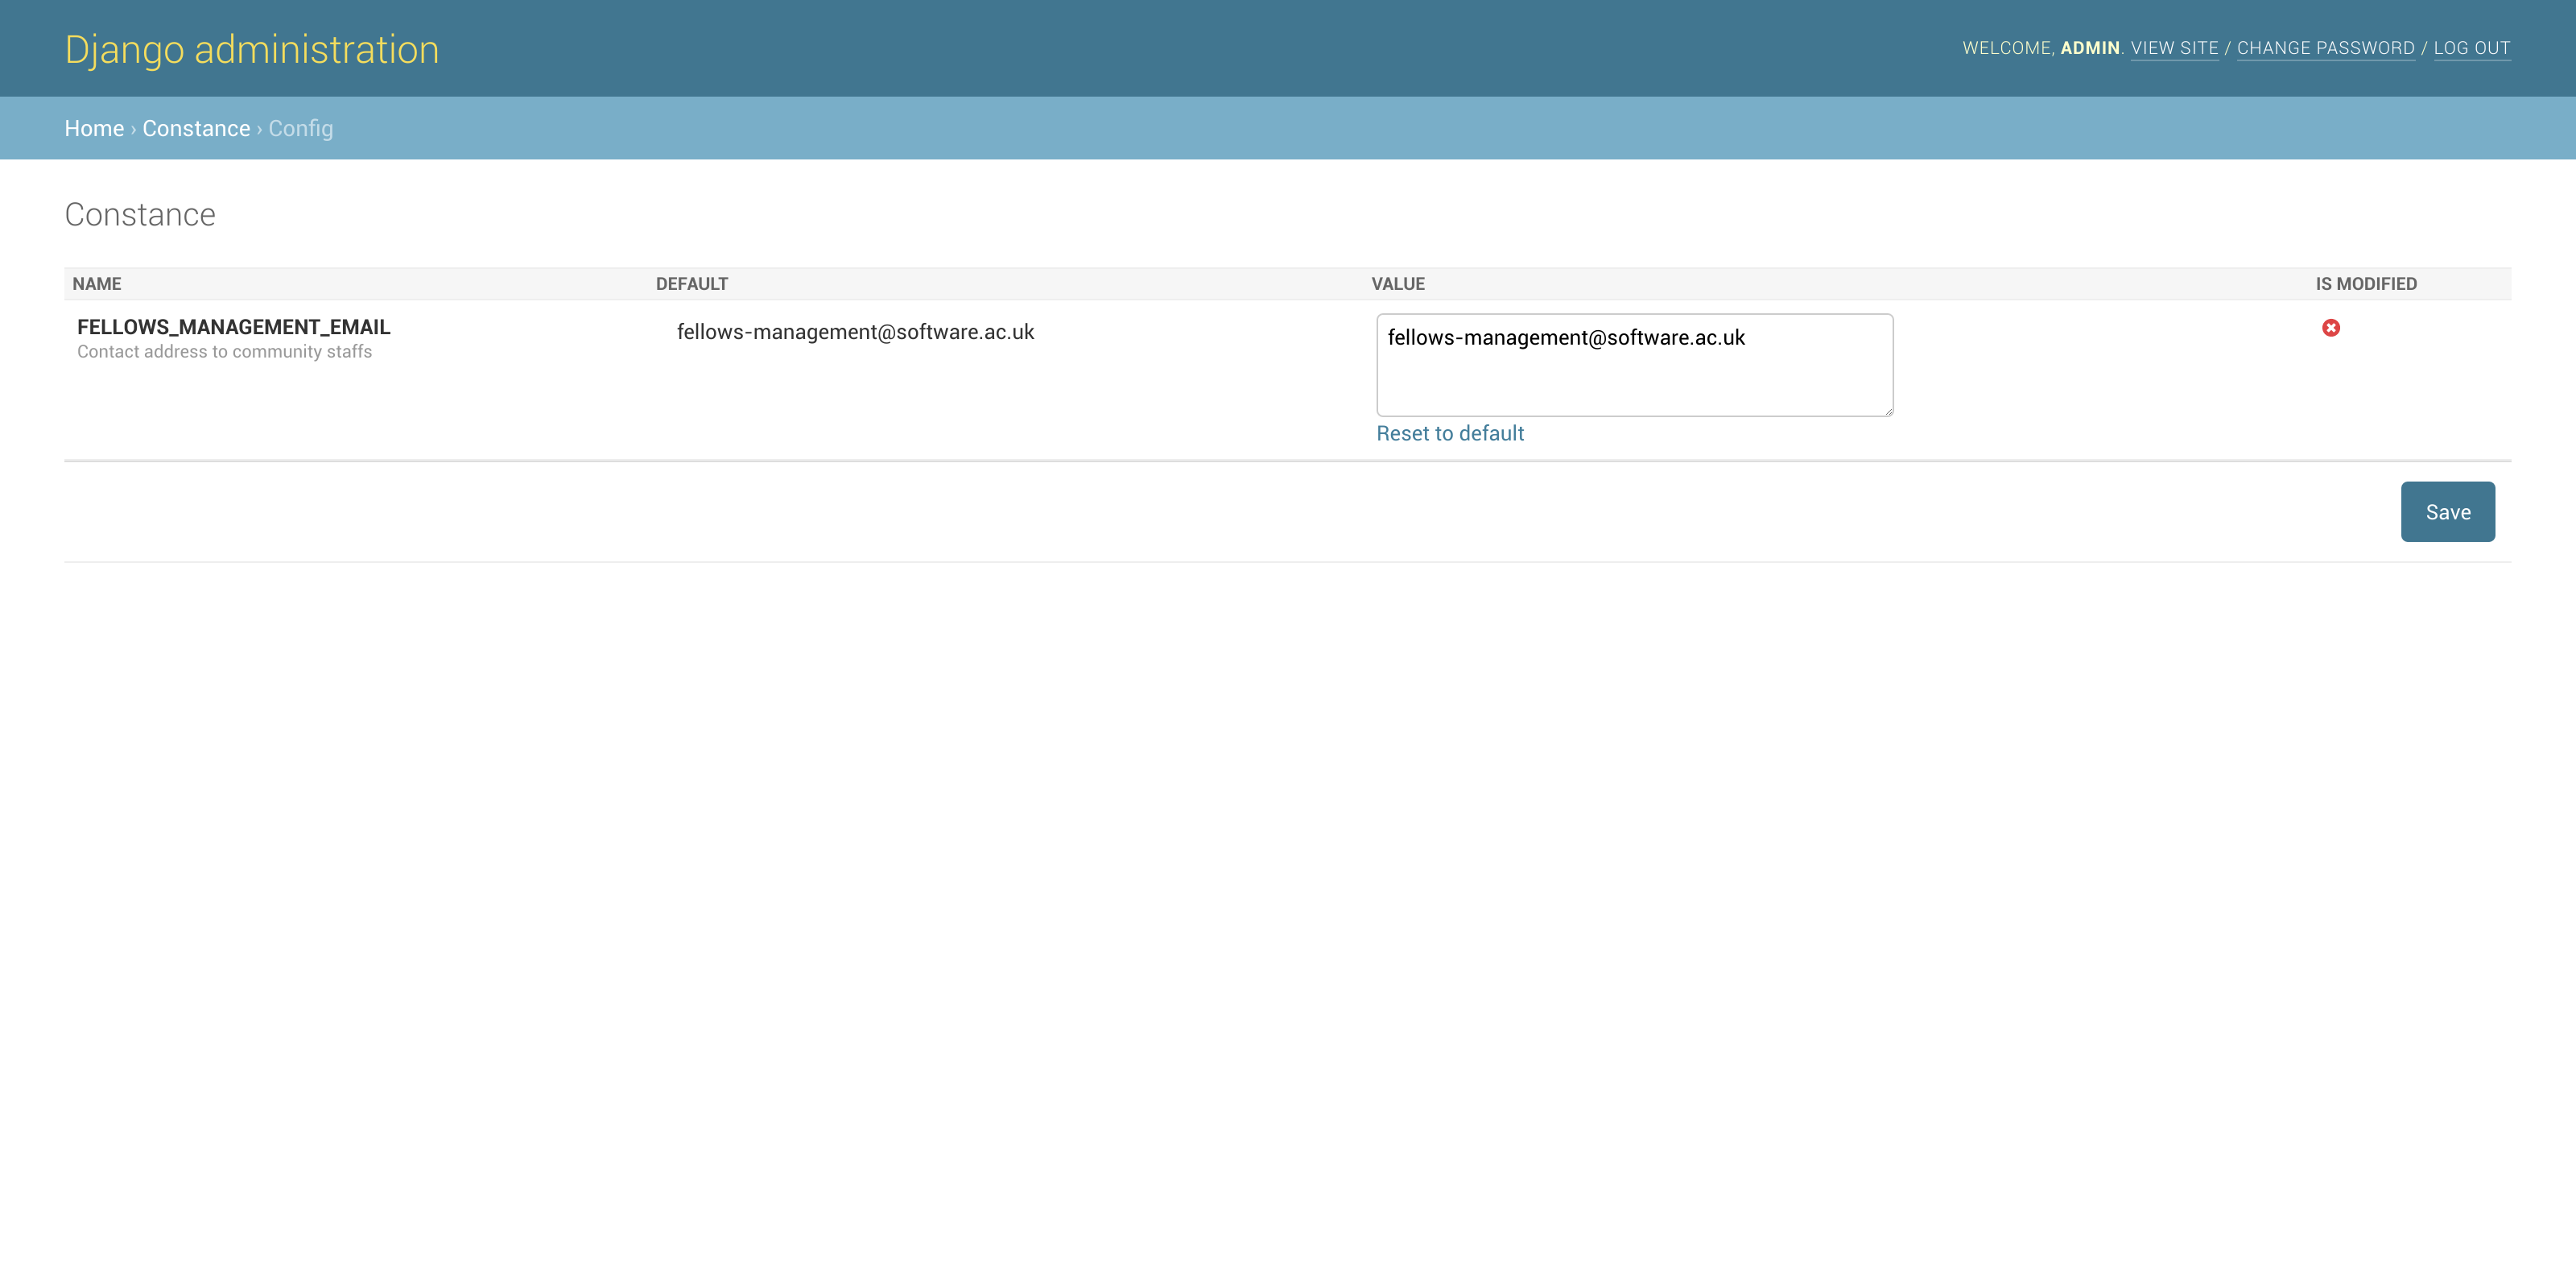 Django administration
WELCOME, ADMIN. VIEW SITE / CHANGE PASSWORD / LOG OUT
Home › Constance › Config
Constance
NAME DEFAULT VALUE IS MODIFIED
FELLOWS_MANAGEMENT_EMAIL
Contact address to community staffs
fellows-management@software.ac.uk
fellows-management@software.ac.uk
Reset to default
Save